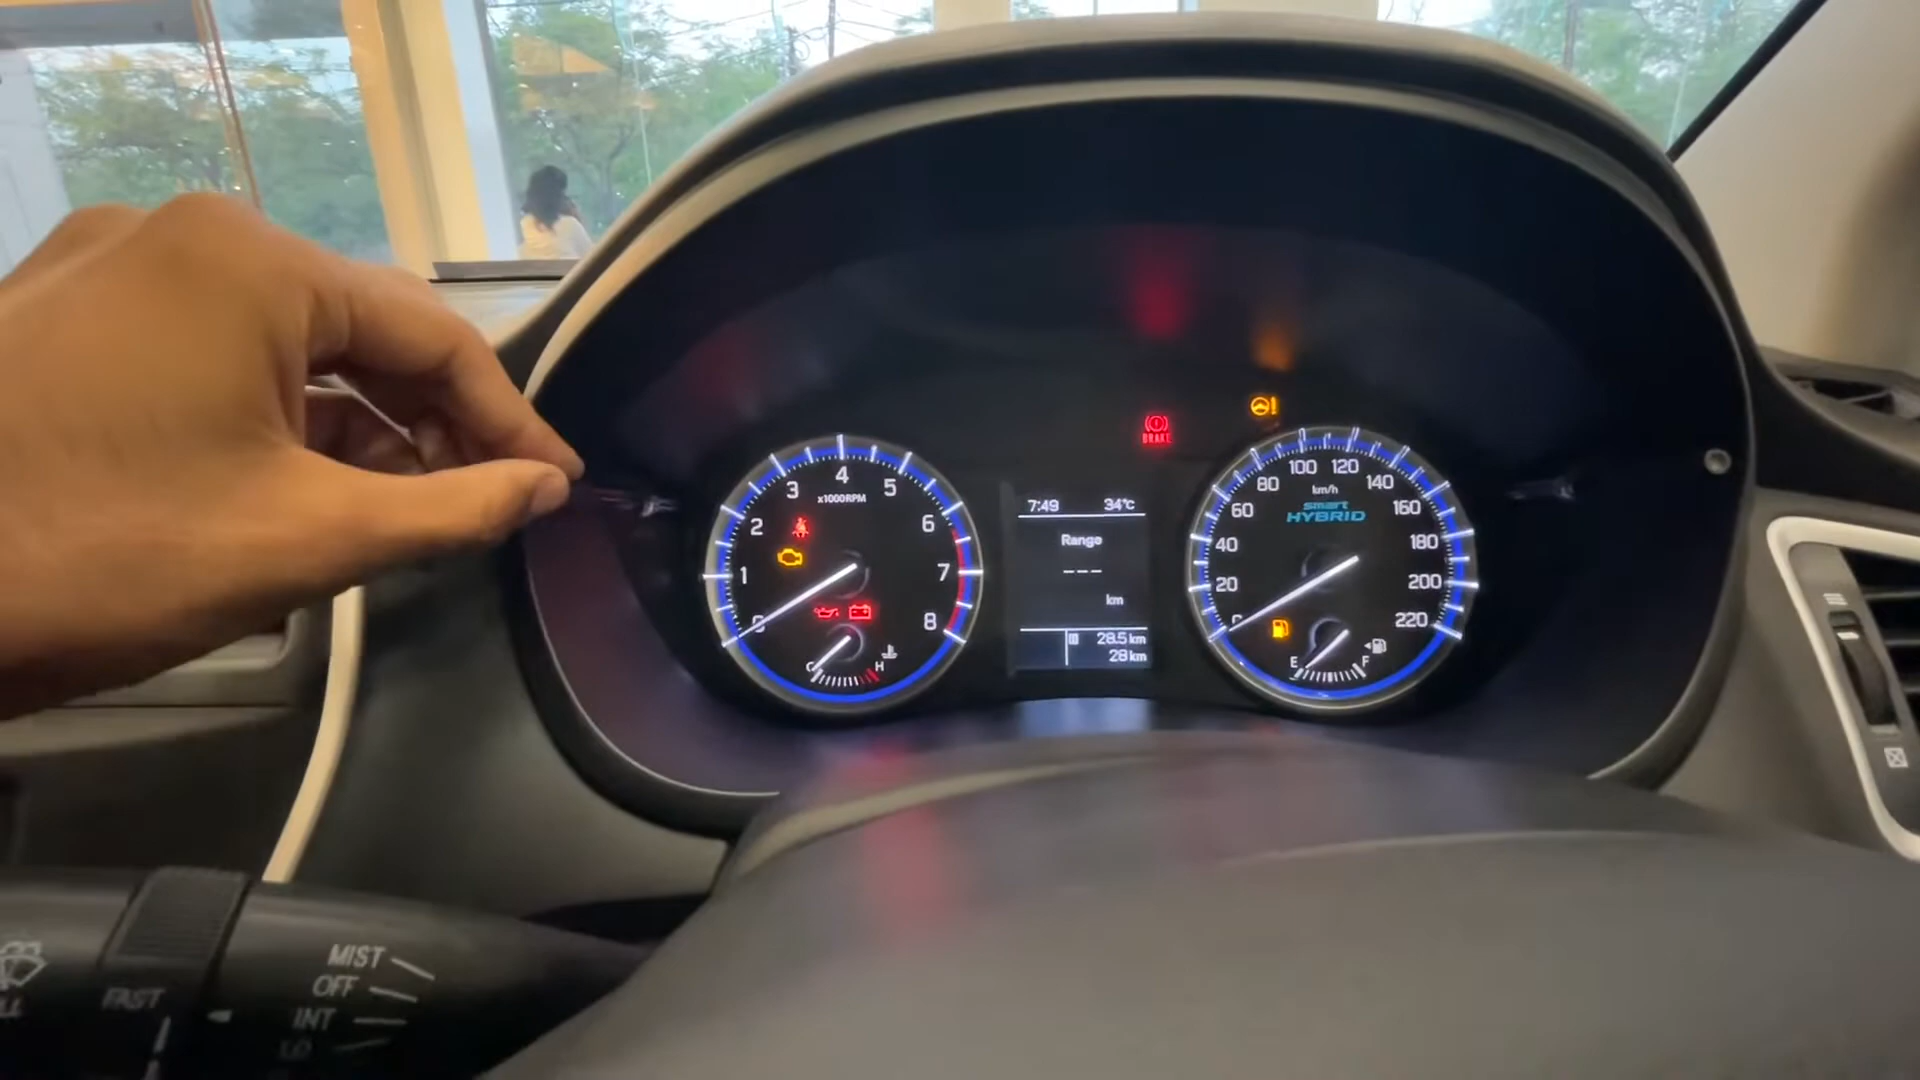 BRAKE
4
3
5
x1000RPM
2
6
1
7
0
8
C
H
7:49 34°C
Range
---
km
28.5 km
28 km
100 120
80
140
km/h
60
160
smart
HYBRID
40
180
20
200
220
E
F
MIST
OFF
FAST
INT
LO